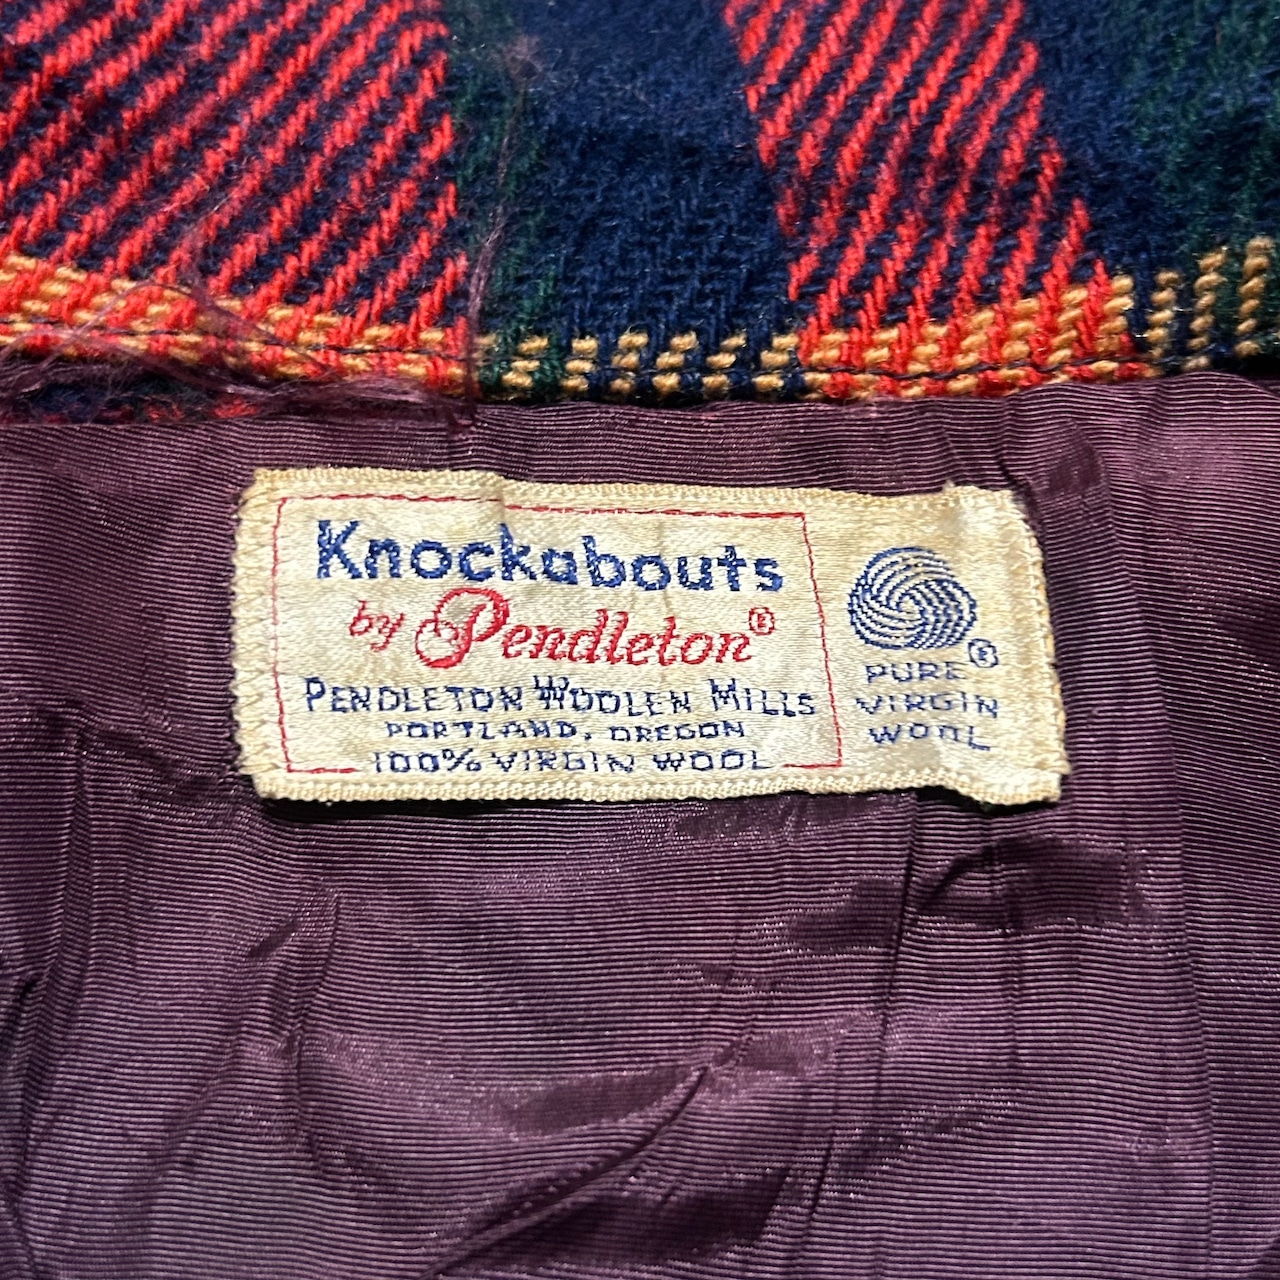 Knockabouts
by Pendleton®
PENDLETON WOOLEN MILLS
PORTLAND, OREGON
100% VIRGIN WOOL
®
PURE
VIRGIN
WOOL